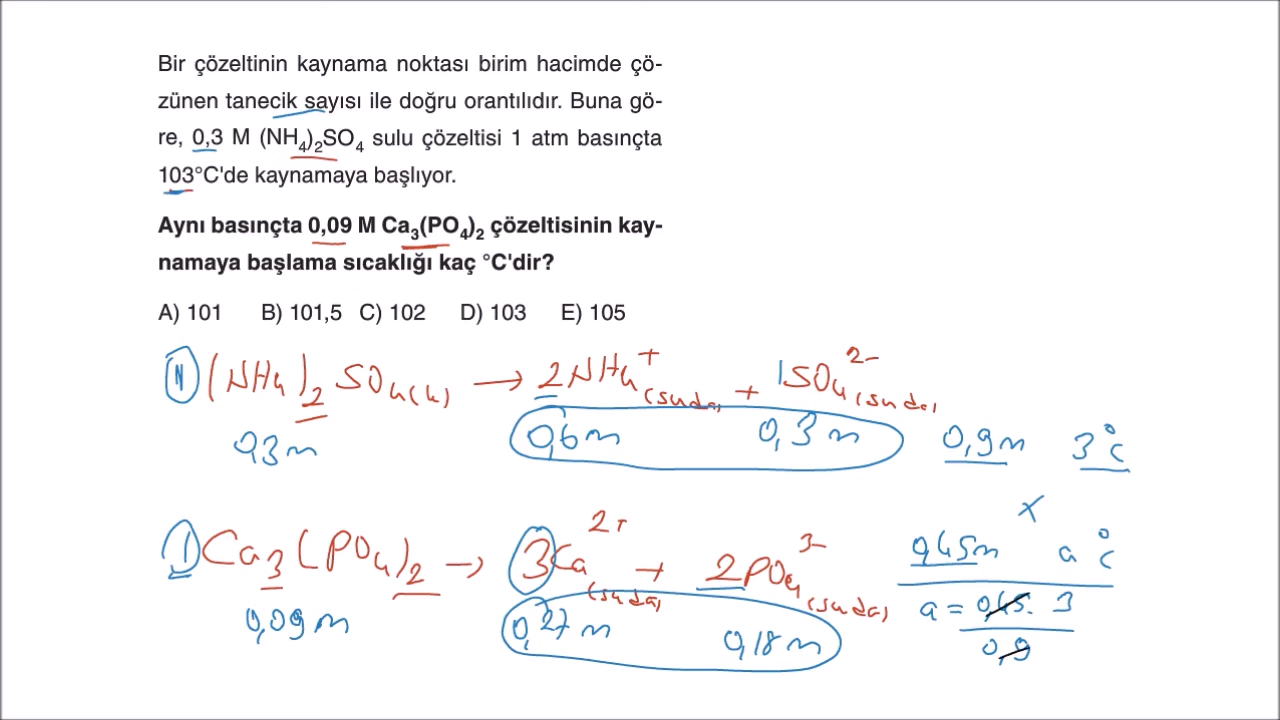 Bir çözeltinin kaynama noktası birim hacimde çö-
zünen tanecik sayısı ile doğru orantılıdır. Buna gö-
re, 0,3 M (NH₄)₂SO₄ sulu çözeltisi 1 atm basınçta
103°C'de kaynamaya başlıyor.
Aynı basınçta 0,09 M Ca₃(PO₄)₂ çözeltisinin kay-
namaya başlama sıcaklığı kaç °C'dir?
A) 101 B) 101,5 C) 102 D) 103 E) 105
(NH₄)₂ SO₄(k) → 2NH₄⁺(suda) + 1SO₄²⁻(suda)
0,3m 0,6m 0,3m 0,9m 3°C
1Ca₃(PO₄)₂ → 3Ca²⁺(suda) + 2PO₄³⁻(suda) 0,45m a°C
x
0,09m 0,27m 0,18m
a = 0,45. 3
0,9